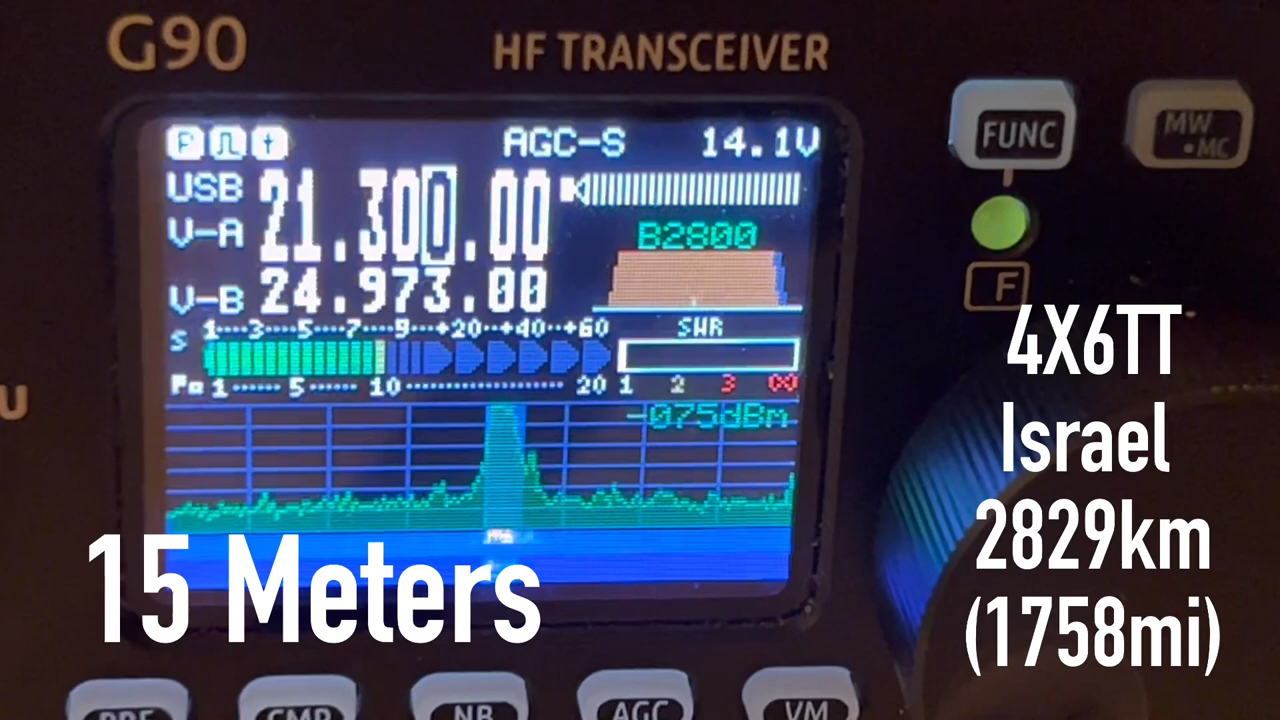 G90 HF TRANSCEIVER
FUNC
MW
•MC
P
AGC-S 14.1V
USB 21.300.00
V-A
B2800
V-B 24.973.00
F
S 1 3 5 7 9 +20 +40 +60 SWR
Po 1 5 10 20 1 2 3 ∞
-075dBm
U
4X6TT
Israel
2829km
(1758mi)
15 Meters
PRE CMP NB AGC VM